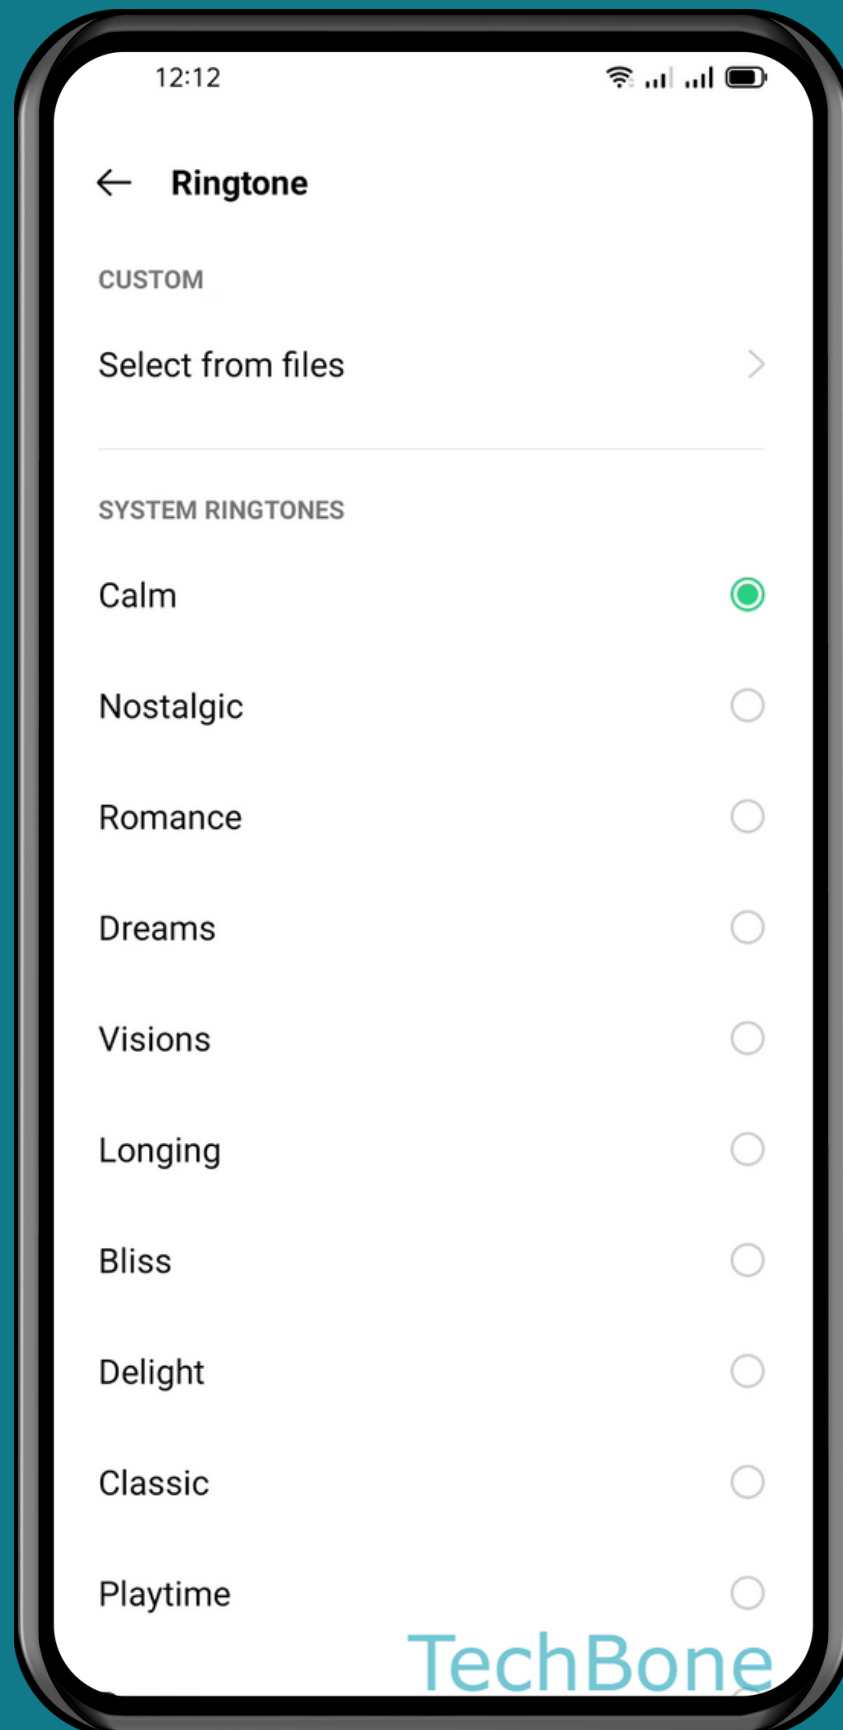 12:12
Ringtone
CUSTOM
Select from files
SYSTEM RINGTONES
Calm
Nostalgic
Romance
Dreams
Visions
Longing
Bliss
Delight
Classic
Playtime
TechBone